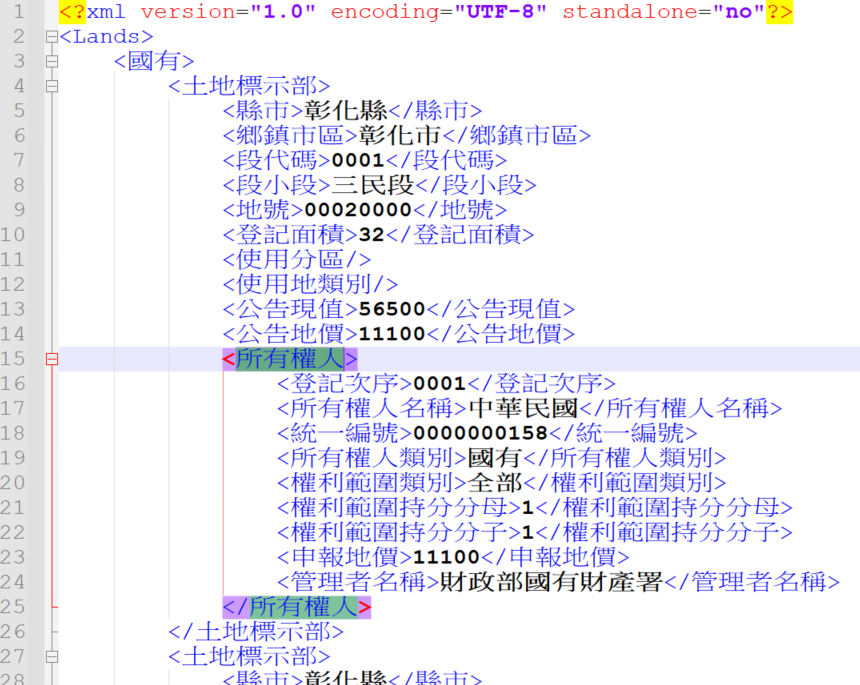 1 <?xml version="1.0" encoding="UTF-8" standalone="no"?>
2 <Lands>
3 <國有>
4 <土地標示部>
5 <縣市>彰化縣</縣市>
6 <鄉鎮市區>彰化市</鄉鎮市區>
7 <段代碼>0001</段代碼>
8 <段小段>三民段</段小段>
9 <地號>00020000</地號>
10 <登記面積>32</登記面積>
11 <使用分區/>
12 <使用地類別/>
13 <公告現值>56500</公告現值>
14 <公告地價>11100</公告地價>
15 <所有權人>
16 <登記次序>0001</登記次序>
17 <所有權人名稱>中華民國</所有權人名稱>
18 <統一編號>0000000158</統一編號>
19 <所有權人類別>國有</所有權人類別>
20 <權利範圍類別>全部</權利範圍類別>
21 <權利範圍持分分母>1</權利範圍持分分母>
22 <權利範圍持分分子>1</權利範圍持分分子>
23 <申報地價>11100</申報地價>
24 <管理者名稱>財政部國有財產署</管理者名稱>
25 </所有權人>
26 </土地標示部>
27 <土地標示部>
28 <縣市>彰化縣</縣市>